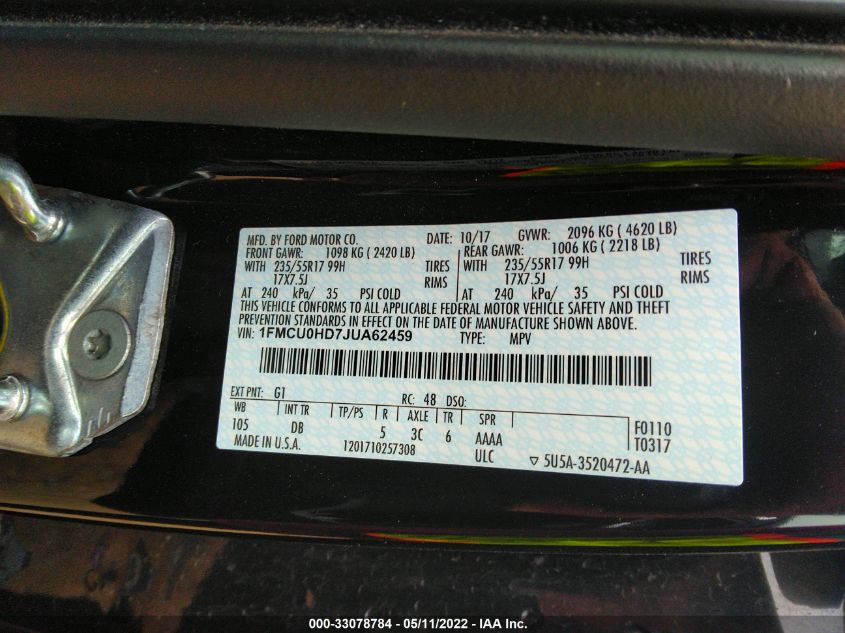 MFD. BY FORD MOTOR CO. DATE: 10/17 GVWR: 2096 KG ( 4620 LB)
FRONT GAWR: 1098 KG ( 2420 LB) REAR GAWR: 1006 KG ( 2218 LB)
WITH 235/55R17 99H TIRES WITH 235/55R17 99H TIRES
17X7.5J RIMS 17X7.5J RIMS
AT 240 kPa/ 35 PSI COLD AT 240 kPa/ 35 PSI COLD
THIS VEHICLE CONFORMS TO ALL APPLICABLE FEDERAL MOTOR VEHICLE SAFETY AND THEFT
PREVENTION STANDARDS IN EFFECT ON THE DATE OF MANUFACTURE SHOWN ABOVE.
VIN: 1FMCU0HD7JUA62459 TYPE: MPV
EXT PNT: G1 RC: 48 DSO:
WB INT TR TP/PS R AXLE TR SPR F0110
105 DB 5 3C 6 AAAA T0317
MADE IN U.S.A. 1201710257308 ULC ▽ 5U5A-3520472-AA
000-33078784 - 05/11/2022 - IAA Inc.